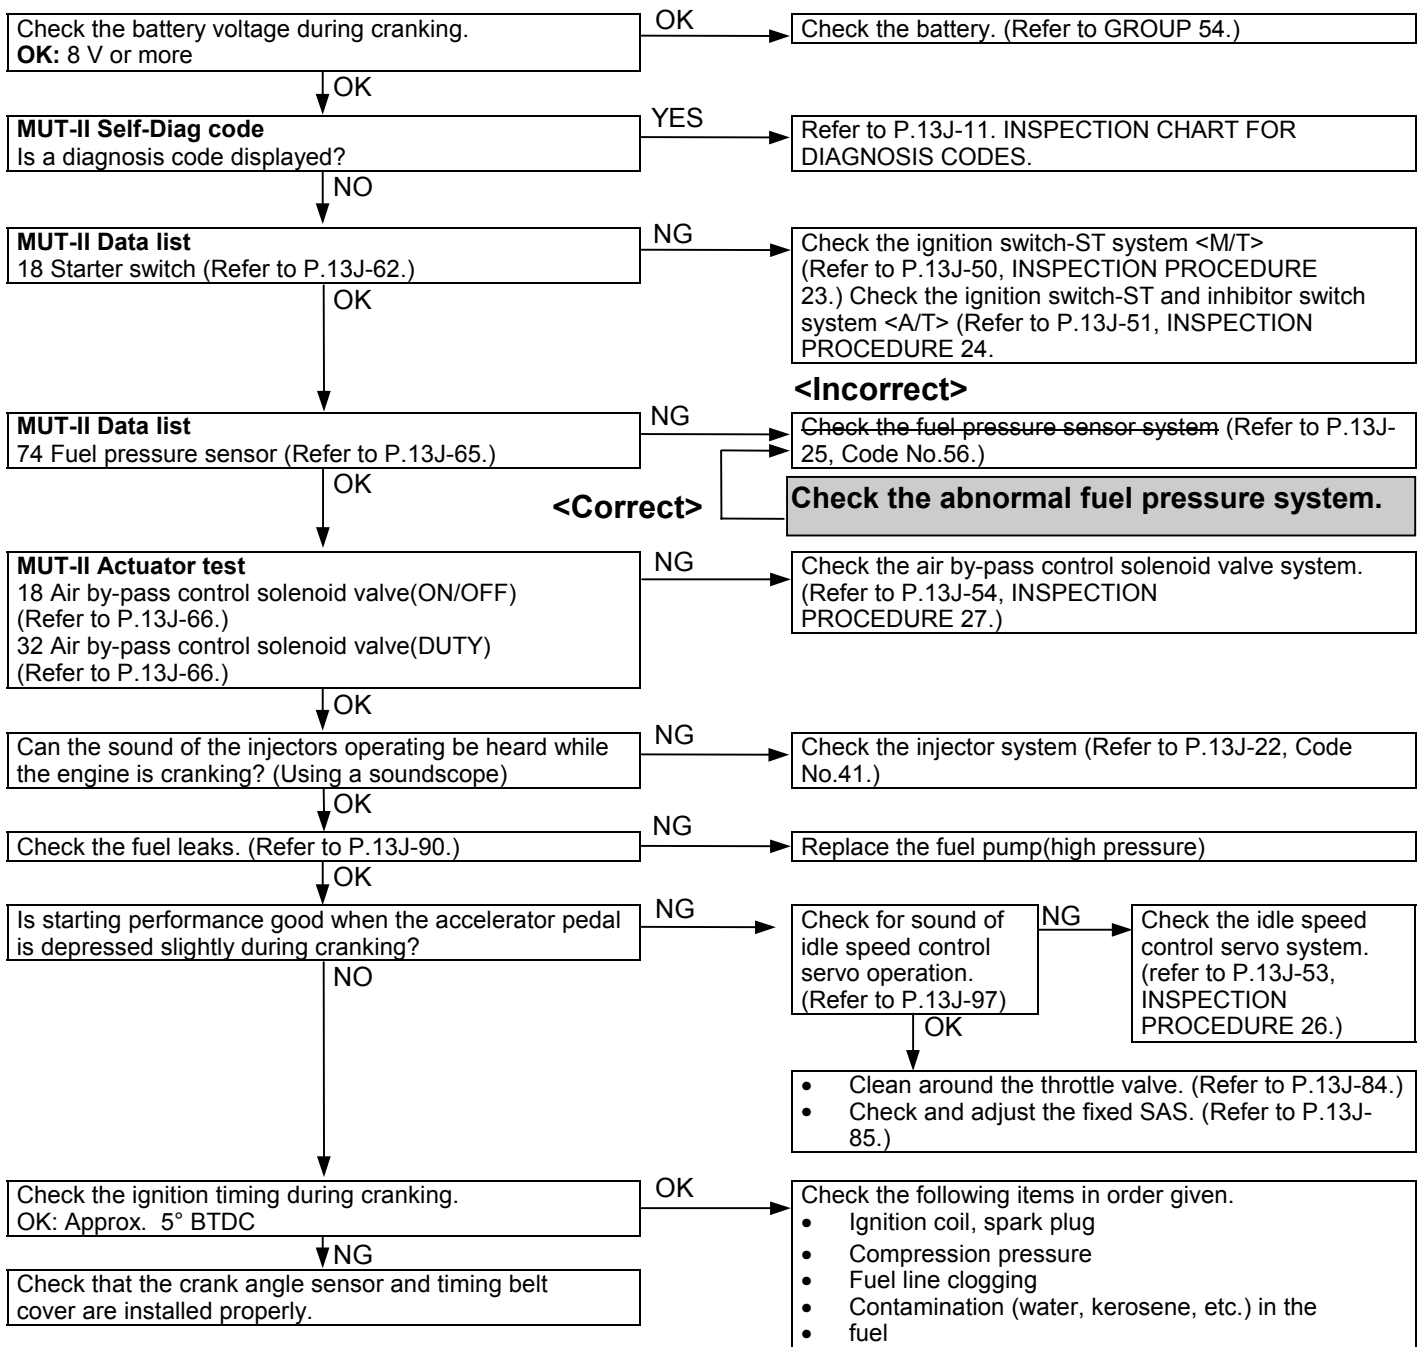 Check the battery voltage during cranking.
OK: 8 V or more
OK
Check the battery. (Refer to GROUP 54.)
OK
MUT-II Self-Diag code
Is a diagnosis code displayed?
YES
Refer to P.13J-11. INSPECTION CHART FOR
DIAGNOSIS CODES.
NO
MUT-II Data list
18 Starter switch (Refer to P.13J-62.)
NG
Check the ignition switch-ST system <M/T>
(Refer to P.13J-50, INSPECTION PROCEDURE
23.) Check the ignition switch-ST and inhibitor switch
system <A/T> (Refer to P.13J-51, INSPECTION
PROCEDURE 24.
OK
<Incorrect>
MUT-II Data list
74 Fuel pressure sensor (Refer to P.13J-65.)
NG
Check the fuel pressure sensor system (Refer to P.13J-
25, Code No.56.)
OK
<Correct>
Check the abnormal fuel pressure system.
MUT-II Actuator test
18 Air by-pass control solenoid valve(ON/OFF)
(Refer to P.13J-66.)
32 Air by-pass control solenoid valve(DUTY)
(Refer to P.13J-66.)
NG
Check the air by-pass control solenoid valve system.
(Refer to P.13J-54, INSPECTION
PROCEDURE 27.)
OK
Can the sound of the injectors operating be heard while
the engine is cranking? (Using a soundscope)
NG
Check the injector system (Refer to P.13J-22, Code
No.41.)
OK
Check the fuel leaks. (Refer to P.13J-90.)
NG
Replace the fuel pump(high pressure)
OK
Is starting performance good when the accelerator pedal
is depressed slightly during cranking?
NG
Check for sound of
idle speed control
servo operation.
(Refer to P.13J-97)
NG
Check the idle speed
control servo system.
(refer to P.13J-53,
INSPECTION
PROCEDURE 26.)
NO
OK
• Clean around the throttle valve. (Refer to P.13J-84.)
• Check and adjust the fixed SAS. (Refer to P.13J-
85.)
Check the ignition timing during cranking.
OK: Approx. 5° BTDC
OK
Check the following items in order given.
• Ignition coil, spark plug
• Compression pressure
• Fuel line clogging
• Contamination (water, kerosene, etc.) in the
• fuel
NG
Check that the crank angle sensor and timing belt
cover are installed properly.